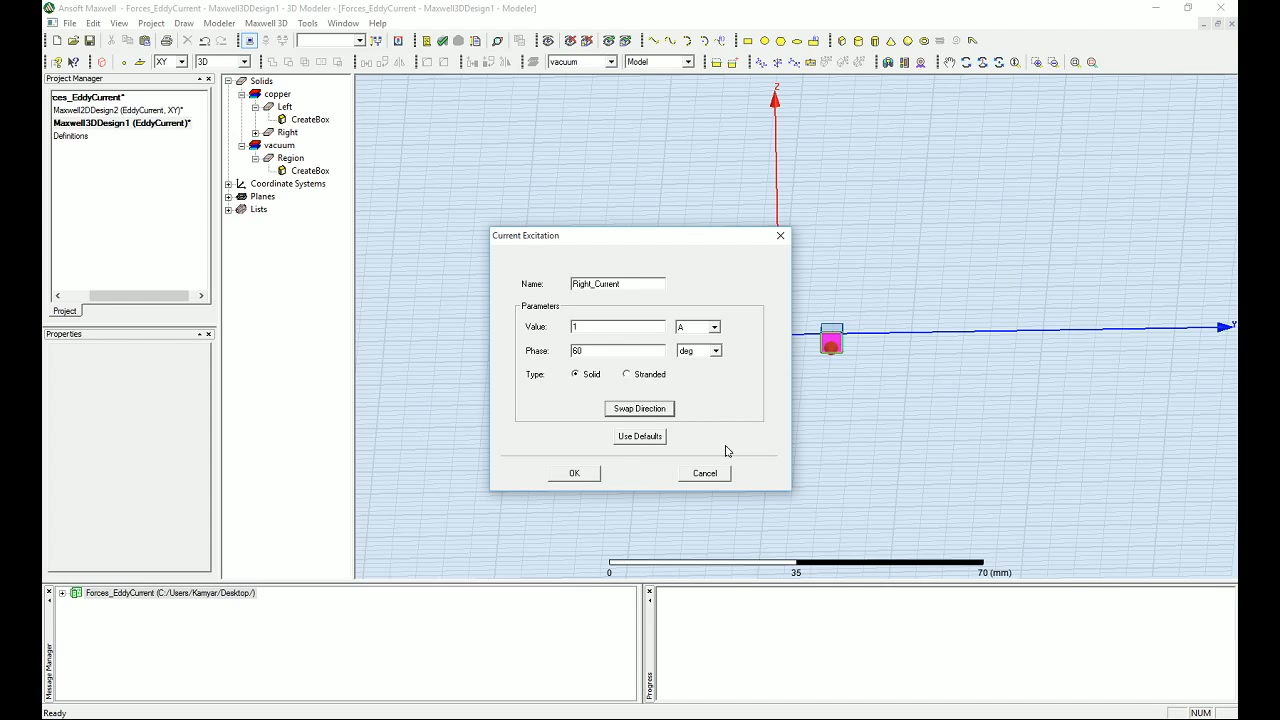 Ansoft Maxwell - Forces_EddyCurrent - Maxwell3DDesign1 - 3D Modeler - [Forces_EddyCurrent - Maxwell3DDesign1 - Modeler]
File Edit View Project Draw Modeler Maxwell 3D Tools Window Help
XY 3D vacuum Model
Project Manager
ces_EddyCurrent*
Maxwell2DDesign2 (EddyCurrent, XY)*
Maxwell3DDesign1 (EddyCurrent)*
Definitions
Project
Properties
Solids
copper
Left
CreateBox
Right
vacuum
Region
CreateBox
Coordinate Systems
Planes
Lists
Z
Y
Current Excitation
Name: Right_Current
Parameters
Value: 1 A
Phase: 60 deg
Type: Solid Stranded
Swap Direction
Use Defaults
OK Cancel
0 35 70 (mm)
Message Manager
Forces_EddyCurrent (C:/Users/Kamyar/Desktop/)
Progress
Ready NUM